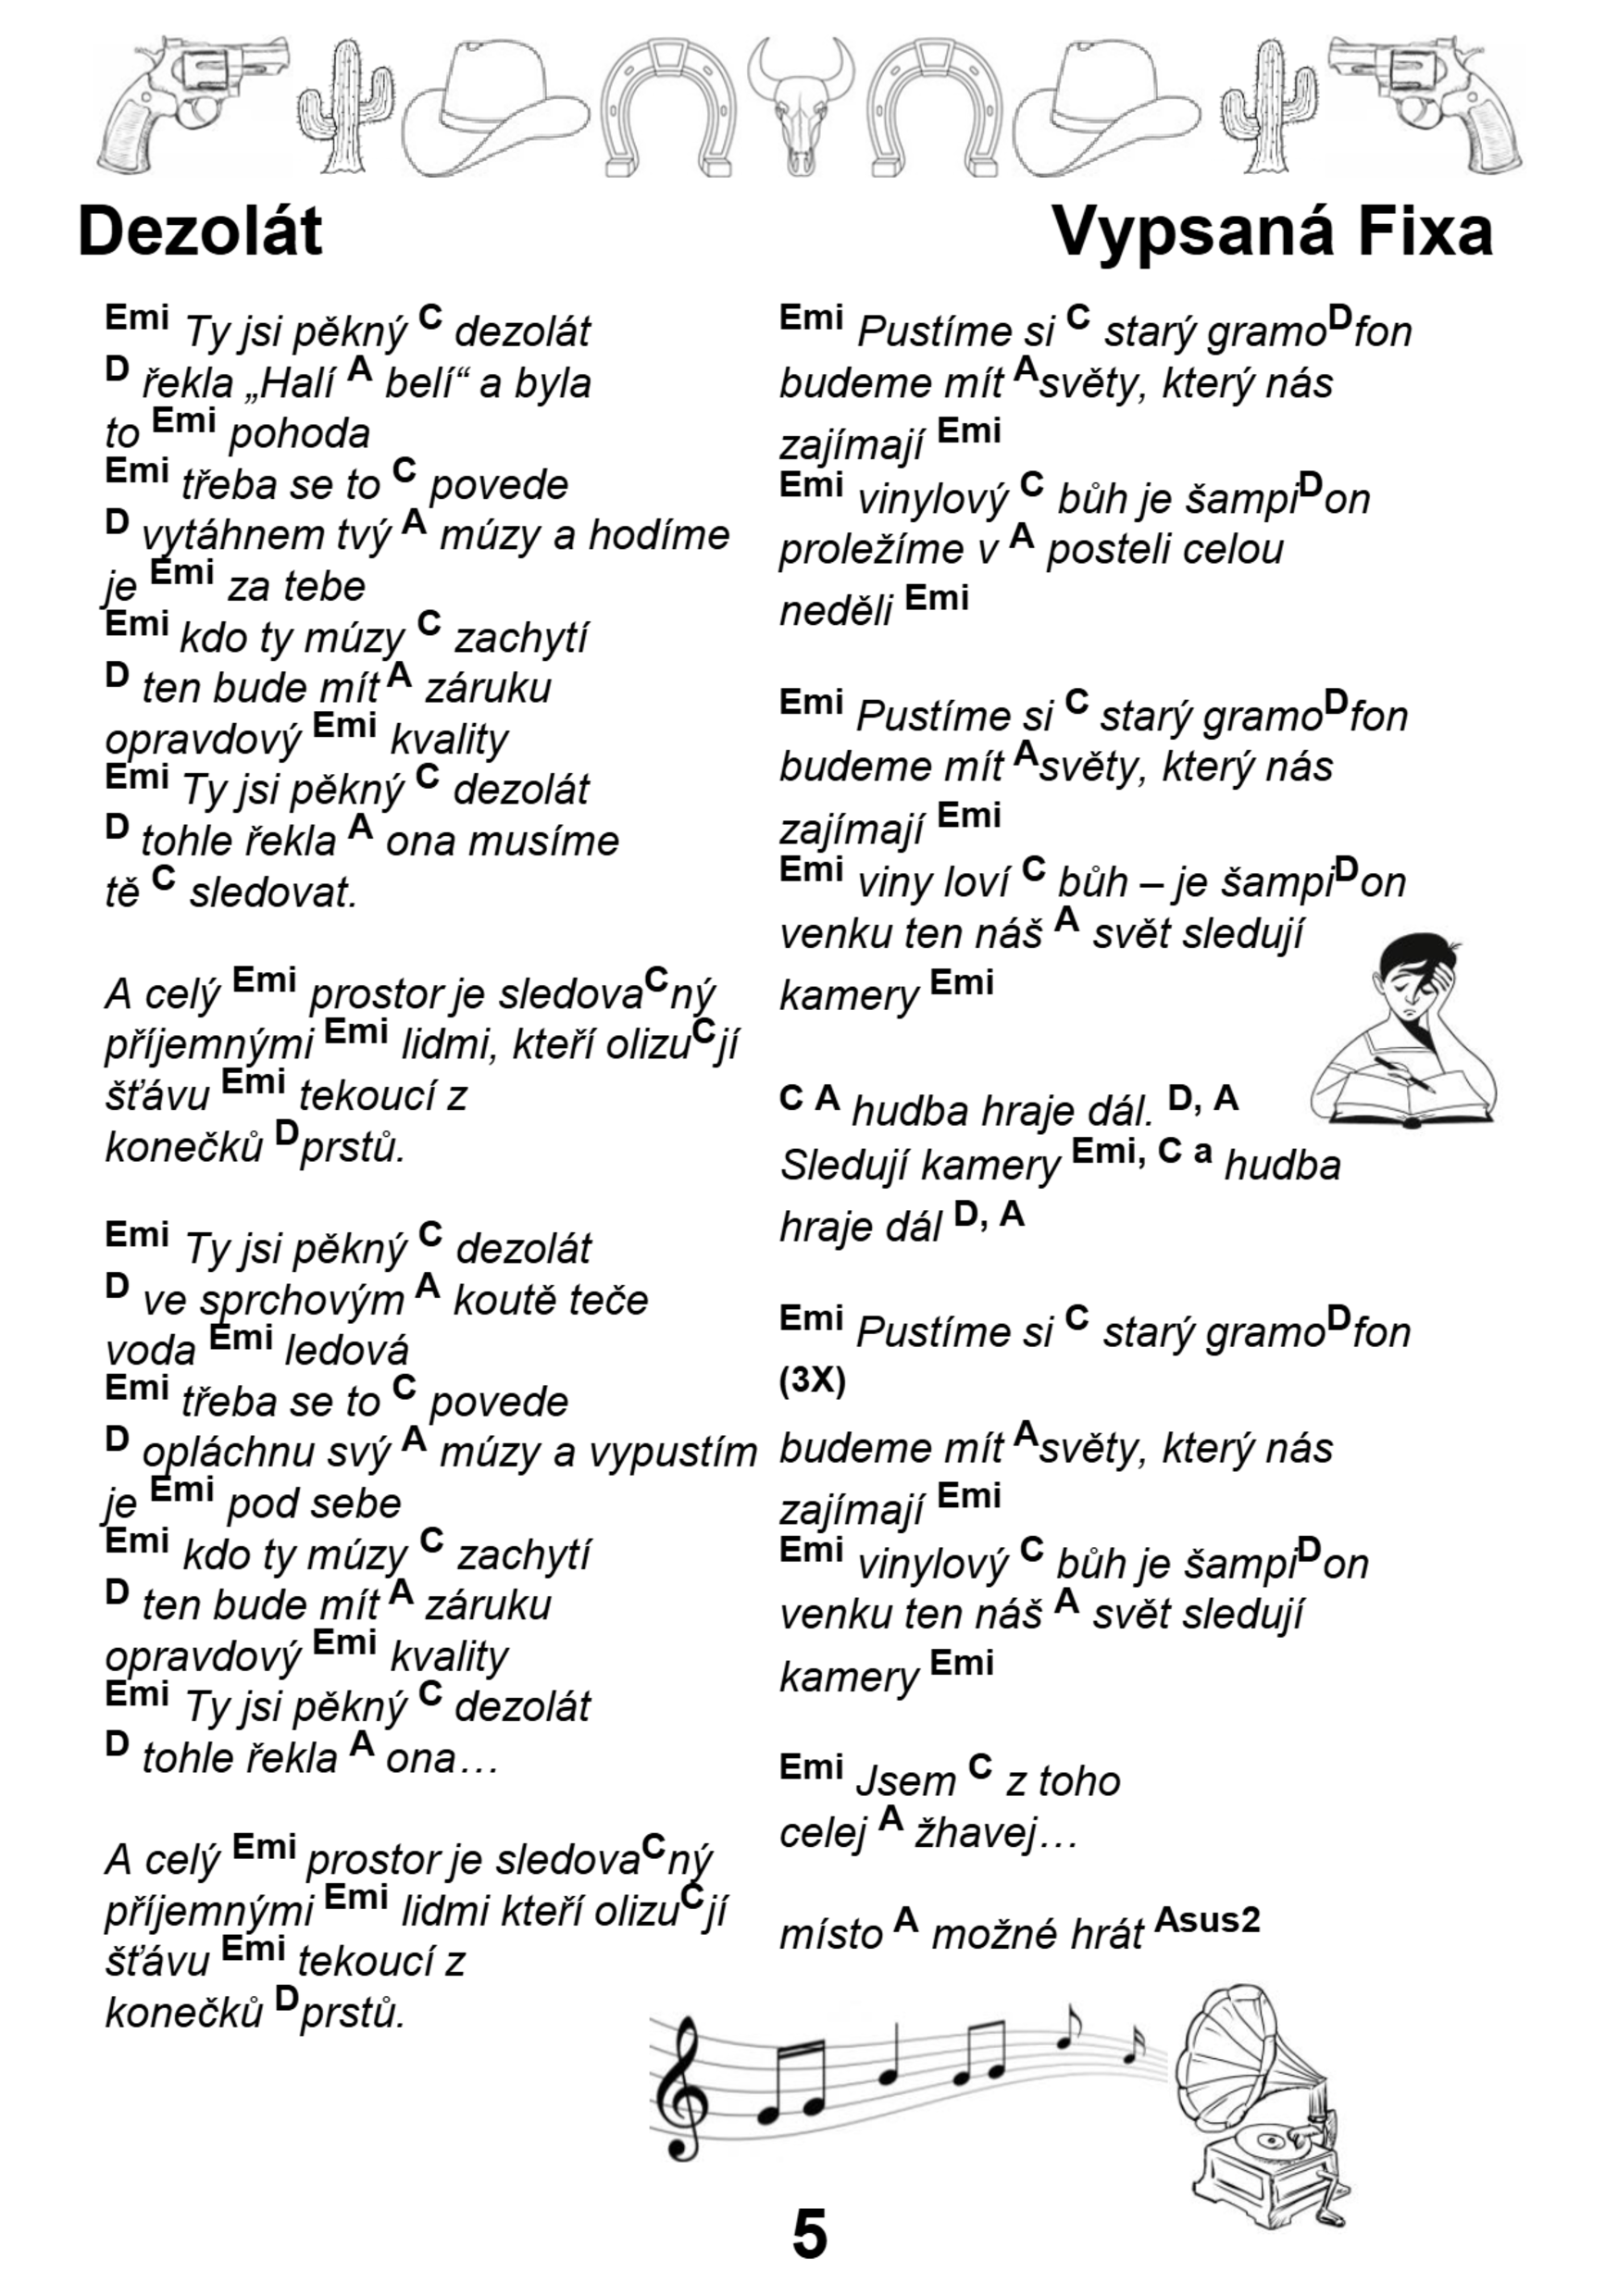 Dezolát
Vypsaná Fixa
Emi Ty jsi pěkný C dezolát
D řekla „Halí A belí“ a byla
to Emi pohoda
Emi třeba se to C povede
D vytáhnem tvý A múzy a hodíme
je Emi za tebe
Emi kdo ty múzy C zachytí
D ten bude mít A záruku
opravdový Emi kvality
Emi Ty jsi pěkný C dezolát
D tohle řekla A ona musíme
tě C sledovat.
A celý Emi prostor je sledovaCný
příjemnými Emi lidmi, kteří olizuCjí
šťávu Emi tekoucí z
konečků Dprstů.
Emi Ty jsi pěkný C dezolát
D ve sprchovým A koutě teče
voda Emi ledová
Emi třeba se to C povede
D opláchnu svý A múzy a vypustím
je Emi pod sebe
Emi kdo ty múzy C zachytí
D ten bude mít A záruku
opravdový Emi kvality
Emi Ty jsi pěkný C dezolát
D tohle řekla A ona…
A celý Emi prostor je sledovaCný
příjemnými Emi lidmi kteří olizuCjí
šťávu Emi tekoucí z
konečků Dprstů.
Emi Pustíme si C starý gramoDfon
budeme mít Asvěty, který nás
zajímají Emi
Emi vinylový C bůh je šampiDon
proležíme v A posteli celou
neděli Emi
Emi Pustíme si C starý gramoDfon
budeme mít Asvěty, který nás
zajímají Emi
Emi viny loví C bůh – je šampiDon
venku ten náš A svět sledují
kamery Emi
C A hudba hraje dál. D, A
Sledují kamery Emi, C a hudba
hraje dál D, A
Emi Pustíme si C starý gramoDfon
(3X)
budeme mít Asvěty, který nás
zajímají Emi
Emi vinylový C bůh je šampiDon
venku ten náš A svět sledují
kamery Emi
Emi Jsem C z toho
celej A žhavej…
místo A možné hrát Asus2
5